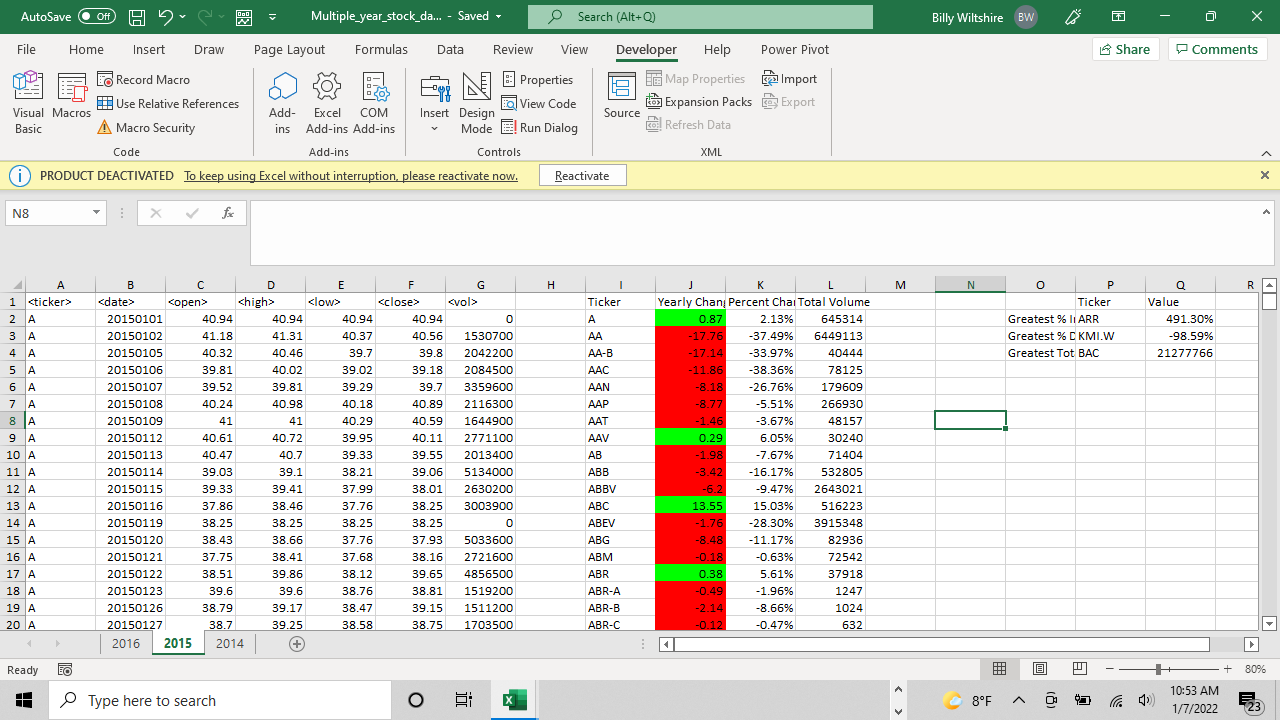 AutoSave Off Multiple_year_stock_da... - Saved Search (Alt+Q) Billy Wiltshire BW
File Home Insert Draw Page Layout Formulas Data Review View Developer Help Power Pivot Share Comments
Visual Basic
Macros
Record Macro
Use Relative References
Macro Security
Code
Add-ins
Excel Add-ins
COM Add-ins
Add-ins
Insert
Design Mode
Properties
View Code
Run Dialog
Controls
Source
Map Properties
Expansion Packs
Refresh Data
Import
Export
XML
PRODUCT DEACTIVATED To keep using Excel without interruption, please reactivate now. Reactivate
N8 fx
A B C D E F G H I J K L M N O P Q R
1 <ticker> <date> <open> <high> <low> <close> <vol> Ticker Yearly Chang Percent Chan Total Volume Ticker Value
2 A 20150101 40.94 40.94 40.94 40.94 0 A 0.87 2.13% 645314 Greatest % I ARR 491.30%
3 A 20150102 41.18 41.31 40.37 40.56 1530700 AA -17.76 -37.49% 6449113 Greatest % D KMI.W -98.59%
4 A 20150105 40.32 40.46 39.7 39.8 2042200 AA-B -17.14 -33.97% 40444 Greatest Tot BAC 21277766
5 A 20150106 39.81 40.02 39.02 39.18 2084500 AAC -11.86 -38.36% 78125
6 A 20150107 39.52 39.81 39.29 39.7 3359600 AAN -8.18 -26.76% 179609
7 A 20150108 40.24 40.98 40.18 40.89 2116300 AAP -8.77 -5.51% 266930
8 A 20150109 41 41 40.29 40.59 1644900 AAT -1.46 -3.67% 48157
9 A 20150112 40.61 40.72 39.95 40.11 2771100 AAV 0.29 6.05% 30240
10 A 20150113 40.47 40.7 39.33 39.55 2013400 AB -1.98 -7.67% 71404
11 A 20150114 39.03 39.1 38.21 39.06 5134000 ABB -3.42 -16.17% 532805
12 A 20150115 39.33 39.41 37.99 38.01 2630200 ABBV -6.2 -9.47% 2643021
13 A 20150116 37.86 38.46 37.76 38.25 3003900 ABC 13.55 15.03% 516223
14 A 20150119 38.25 38.25 38.25 38.25 0 ABEV -1.76 -28.30% 3915348
15 A 20150120 38.43 38.66 37.76 37.93 5033600 ABG -8.48 -11.17% 82936
16 A 20150121 37.75 38.41 37.68 38.16 2721600 ABM -0.18 -0.63% 72542
17 A 20150122 38.51 39.86 38.12 39.65 4856500 ABR 0.38 5.61% 37918
18 A 20150123 39.6 39.6 38.76 38.81 1519200 ABR-A -0.49 -1.96% 1247
19 A 20150126 38.79 39.17 38.47 39.15 1511200 ABR-B -2.14 -8.66% 1024
20 A 20150127 38.7 39.25 38.58 38.75 1703500 ABR-C -0.12 -0.47% 632
2016 2015 2014
Ready 80%
Type here to search 8°F 10:53 AM
1/7/2022 23